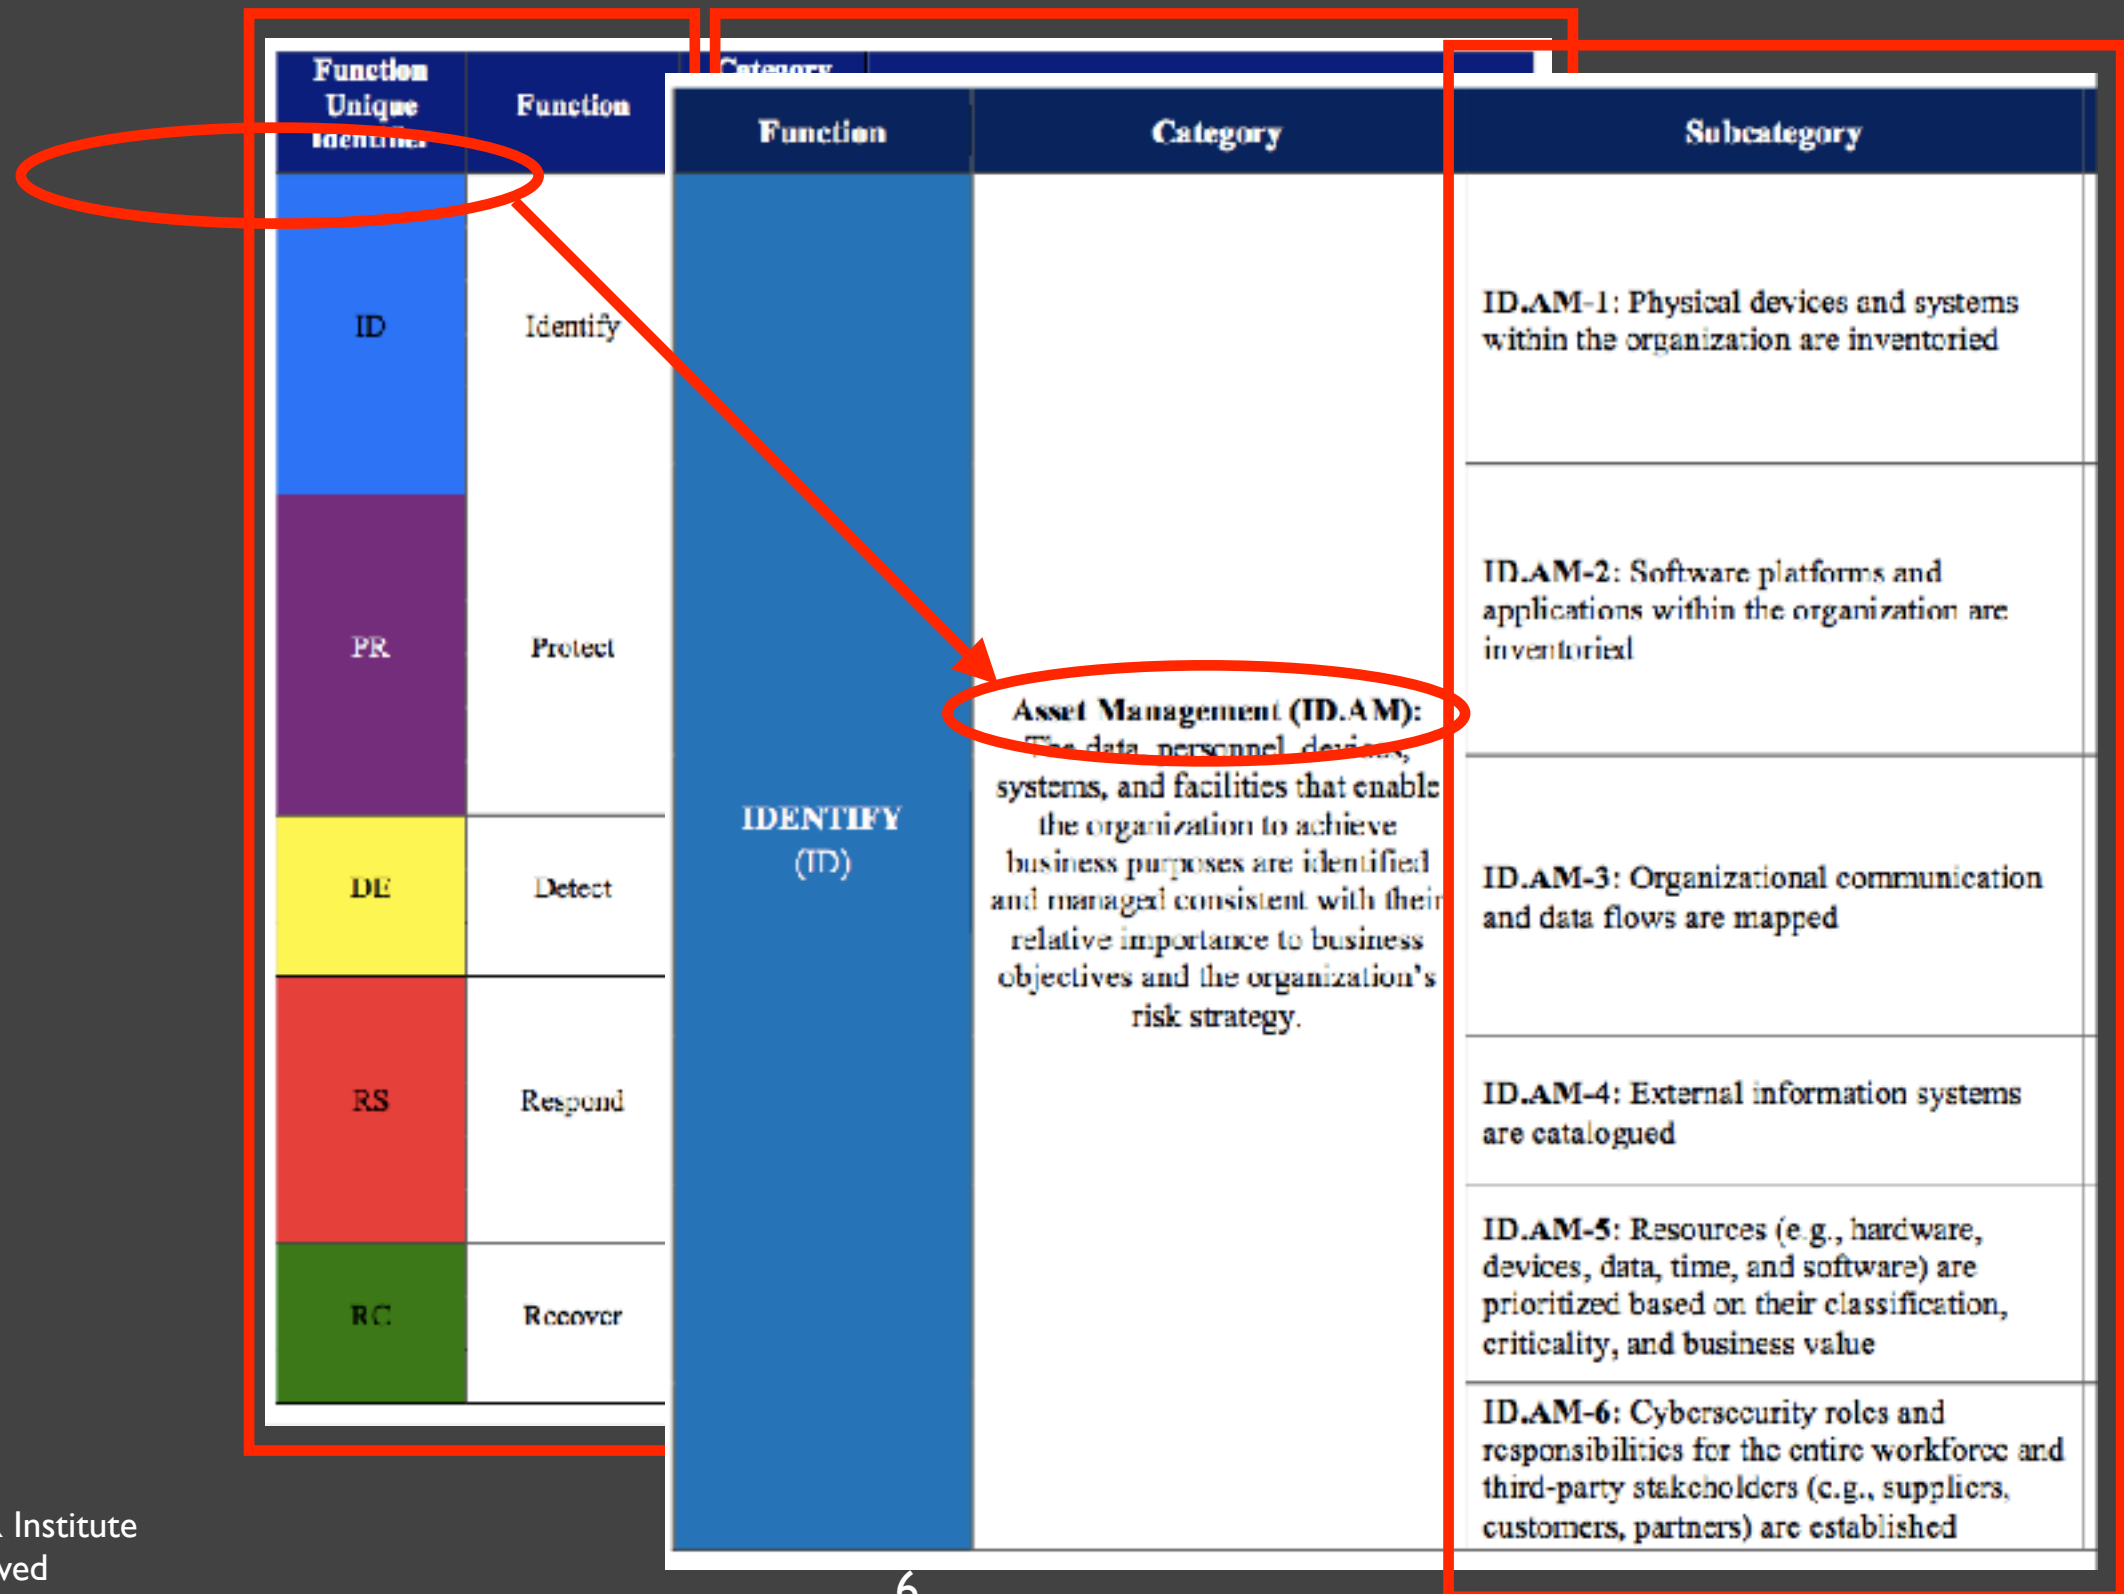 Function
Unique
Identifier
Function
Category
ID
Identify
PR
Protect
DE
Detect
RS
Respond
RC
Recover
Function
Category
Subcategory
IDENTIFY
(ID)
Asset Management (ID.AM):
The data, personnel, devices,
systems, and facilities that enable
the organization to achieve
business purposes are identified
and managed consistent with their
relative importance to business
objectives and the organization's
risk strategy.
ID.AM-1: Physical devices and systems
within the organization are inventoried
ID.AM-2: Software platforms and
applications within the organization are
inventoried
ID.AM-3: Organizational communication
and data flows are mapped
ID.AM-4: External information systems
are catalogued
ID.AM-5: Resources (e.g., hardware,
devices, data, time, and software) are
prioritized based on their classification,
criticality, and business value
ID.AM-6: Cybersecurity roles and
responsibilities for the entire workforce and
third-party stakeholders (e.g., suppliers,
customers, partners) are established
Institute
ved
6